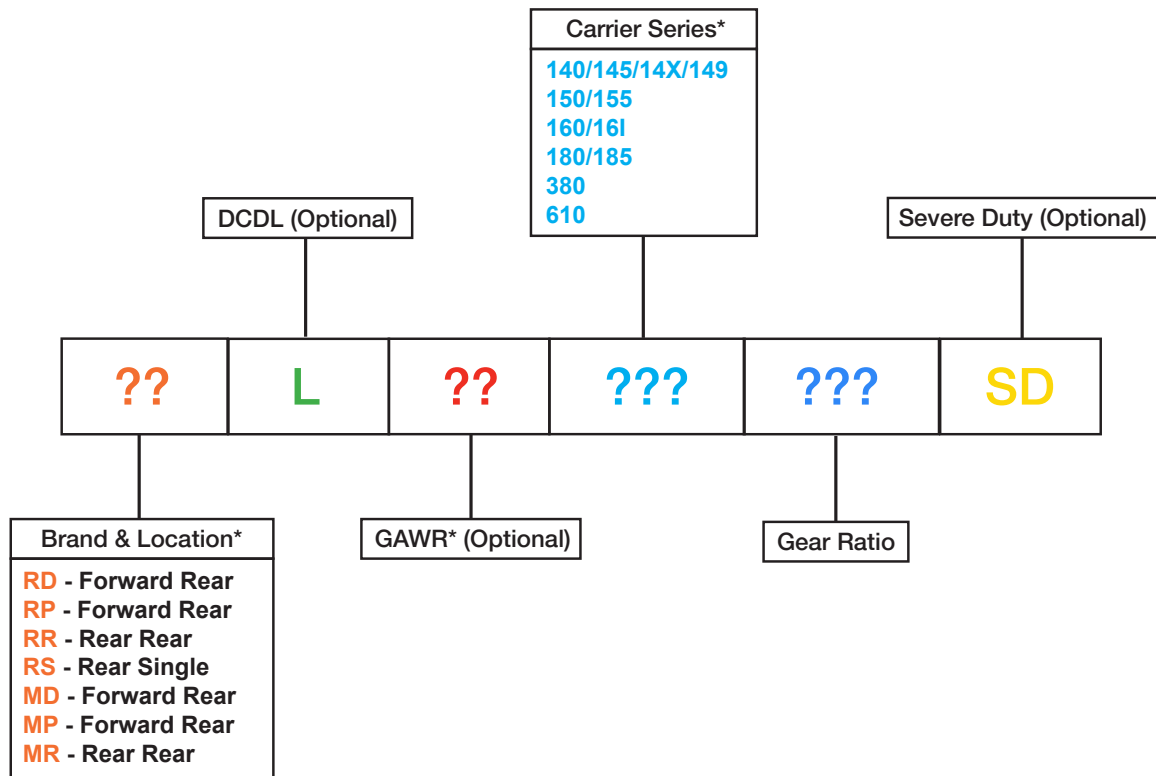 Carrier Series*
140/145/14X/149
150/155
160/16I
180/185
380
610
DCDL (Optional)
Severe Duty (Optional)
?? L ?? ??? ??? SD
Brand & Location*
RD - Forward Rear
RP - Forward Rear
RR - Rear Rear
RS - Rear Single
MD - Forward Rear
MP - Forward Rear
MR - Rear Rear
GAWR* (Optional)
Gear Ratio